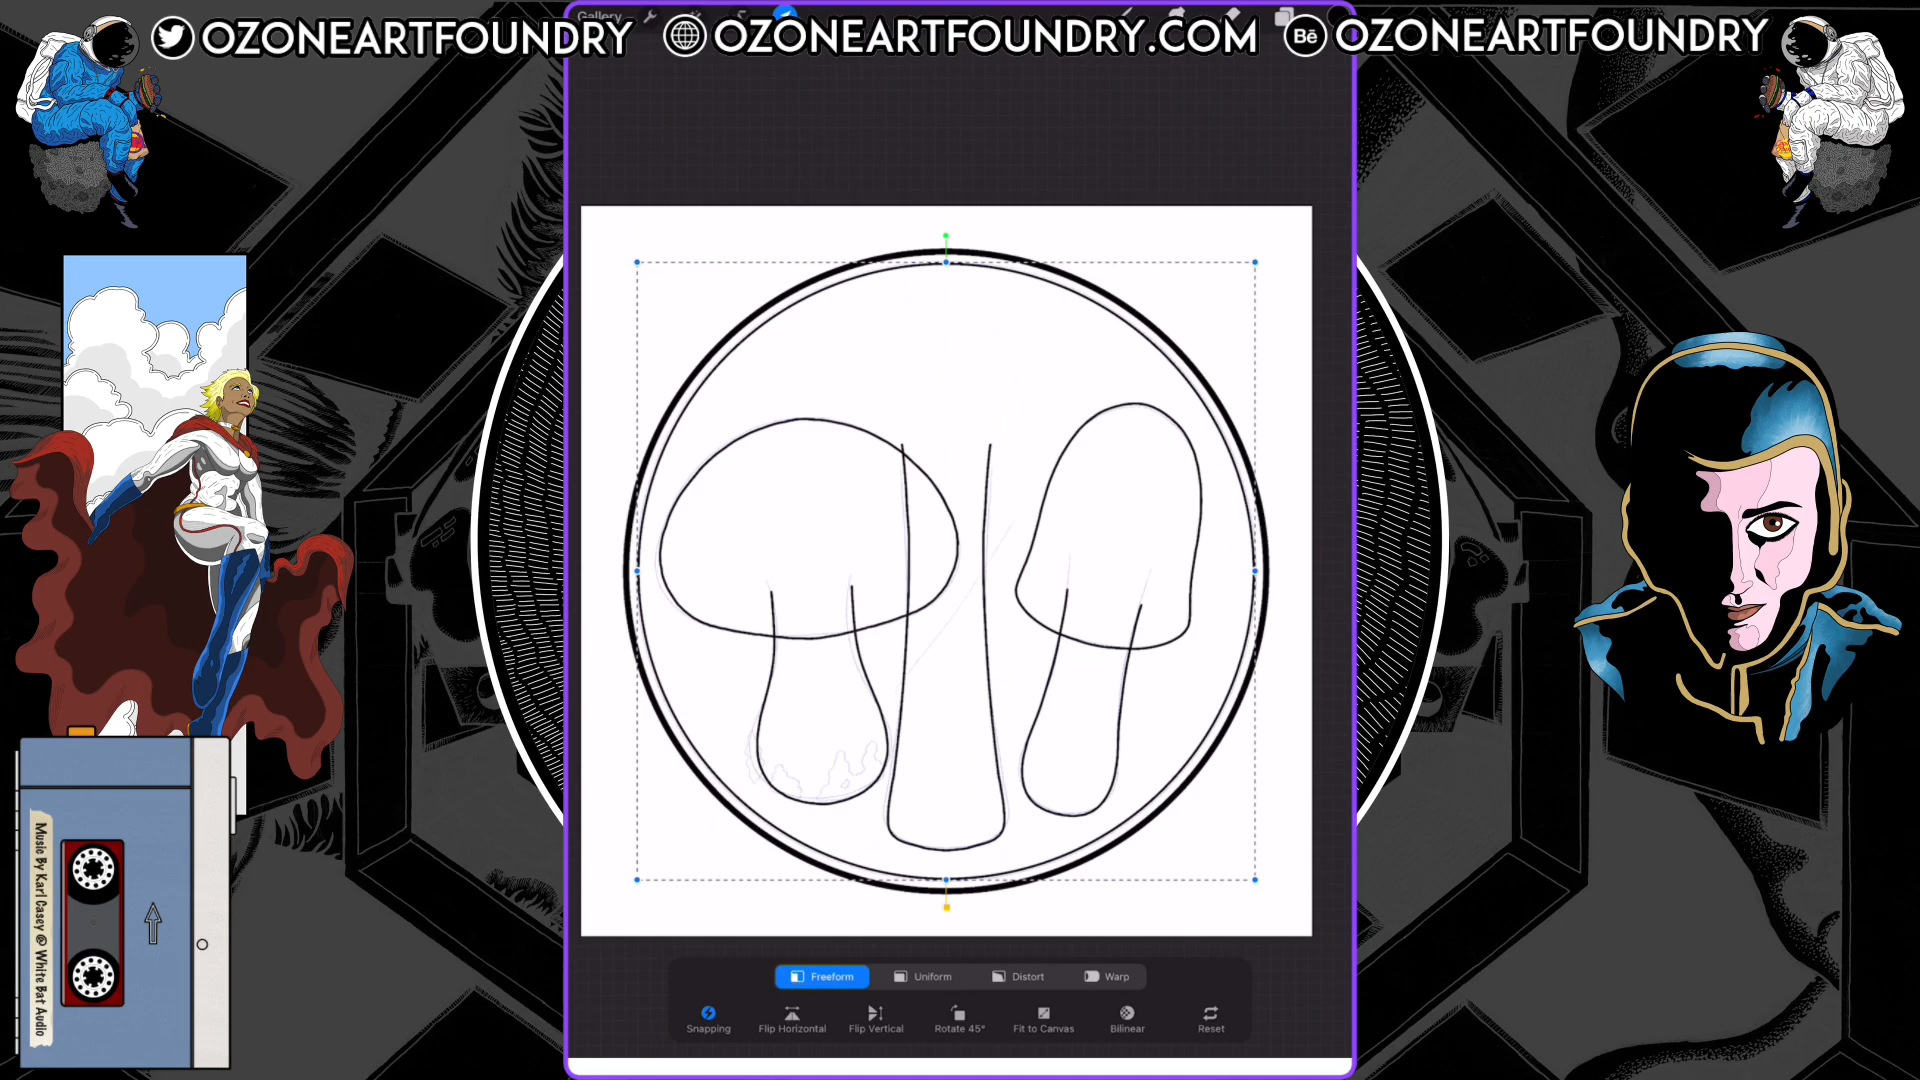 Gallery
OZONEARTFOUNDRY
OZONEARTFOUNDRY.COM
Bē OZONEARTFOUNDRY
Music By Karl Casey @ White Bat Audio
Freeform
Uniform
Distort
Warp
Snapping
Flip Horizontal
Flip Vertical
Rotate 45°
Fit to Canvas
Bilinear
Reset